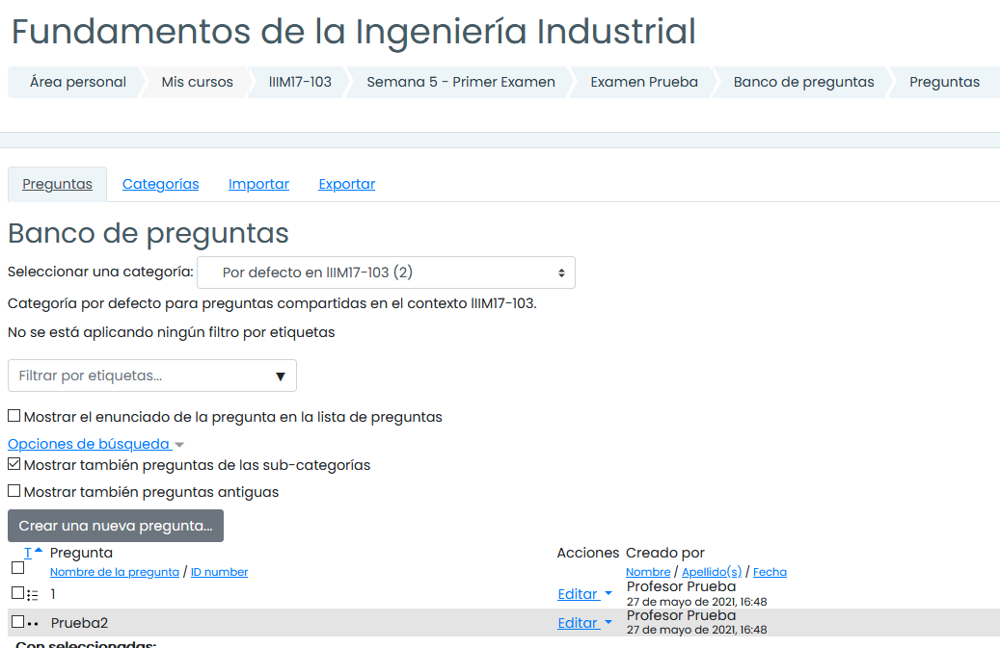 Fundamentos de la Ingeniería Industrial
Área personal Mis cursos IIIM17-103 Semana 5 - Primer Examen Examen Prueba Banco de preguntas Preguntas
Preguntas Categorías Importar Exportar
Banco de preguntas
Seleccionar una categoría: Por defecto en IIIM17-103 (2)
Categoría por defecto para preguntas compartidas en el contexto IIIM17-103.
No se está aplicando ningún filtro por etiquetas
Filtrar por etiquetas... ▼
Mostrar el enunciado de la pregunta en la lista de preguntas
Opciones de búsqueda
Mostrar también preguntas de las sub-categorías
Mostrar también preguntas antiguas
Crear una nueva pregunta...
T Pregunta Acciones Creado por
Nombre de la pregunta / ID number Nombre / Apellido(s) / Fecha
1 Editar Profesor Prueba
27 de mayo de 2021, 16:48
Prueba2 Editar Profesor Prueba
27 de mayo de 2021, 16:48
Con seleccionadas: